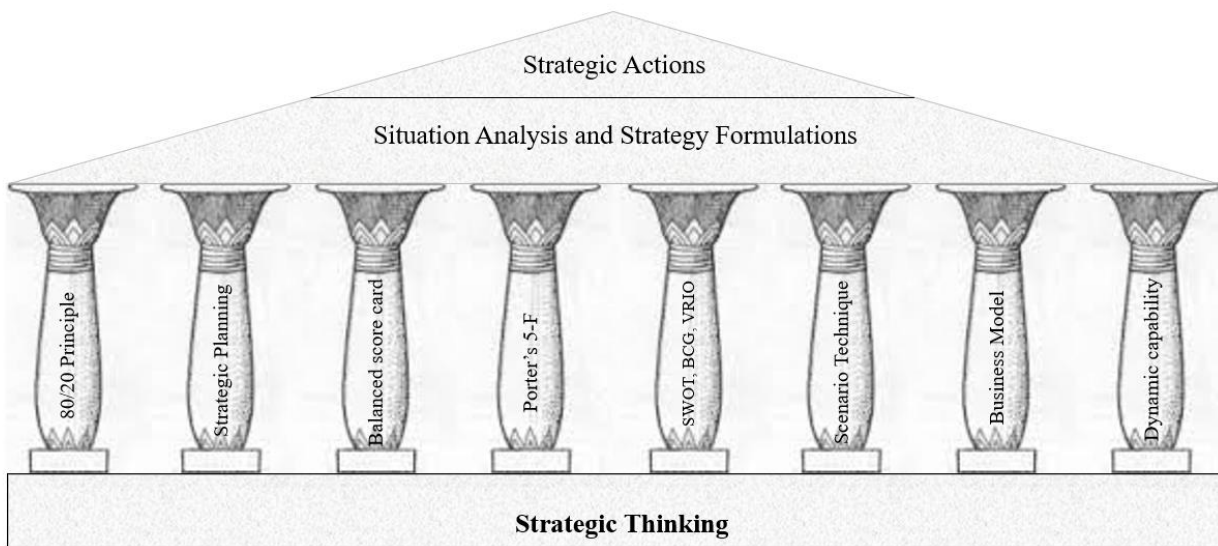 Strategic Actions
Situation Analysis and Strategy Formulations
80/20 Principle
Strategic Planning
Balanced score card
Porter's 5-F
SWOT, BCG, VRIO
Scenario Technique
Business Model
Dynamic capability
Strategic Thinking